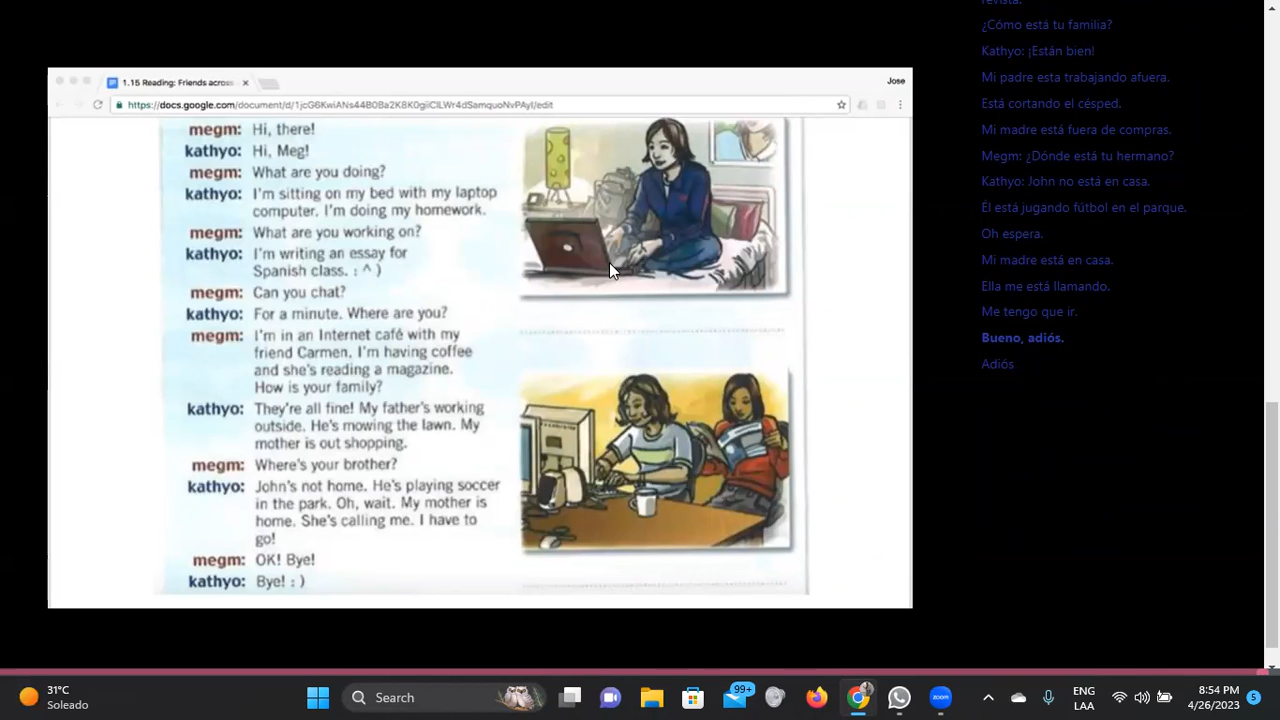 revista.
¿Cómo está tu familia?
Kathyo: ¡Están bien!
Mi padre esta trabajando afuera.
Está cortando el césped.
Mi madre está fuera de compras.
Megm: ¿Dónde está tu hermano?
Kathyo: John no está en casa.
Él está jugando fútbol en el parque.
Oh espera.
Mi madre está en casa.
Ella me está llamando.
Me tengo que ir.
Bueno, adiós.
Adiós
1.15 Reading: Friends across
Jose
megm: Hi, there!
kathyo: Hi, Meg!
megm: What are you doing?
kathyo: I'm sitting on my bed with my laptop
computer. I'm doing my homework.
megm: What are you working on?
kathyo: I'm writing an essay for
Spanish class. : ^ )
megm: Can you chat?
kathyo: For a minute. Where are you?
megm: I'm in an Internet café with my
friend Carmen. I'm having coffee
and she's reading a magazine.
How is your family?
kathyo: They're all fine! My father's working
outside. He's mowing the lawn. My
mother is out shopping.
megm: Where's your brother?
kathyo: John's not home. He's playing soccer
in the park. Oh, wait. My mother is
home. She's calling me. I have to
go!
megm: OK! Bye!
kathyo: Bye! : )
31°C
Soleado
Search
99+
zoom
ENG
LAA
8:54 PM
4/26/2023
5